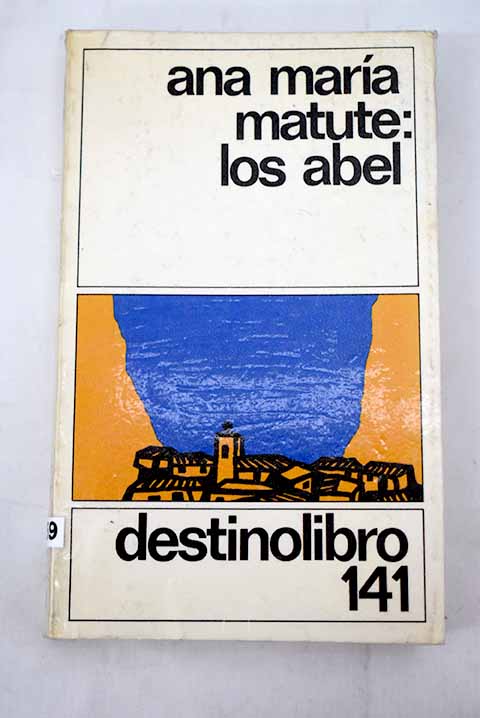 ana maría
matute:
los abel
destinolibro
141
9